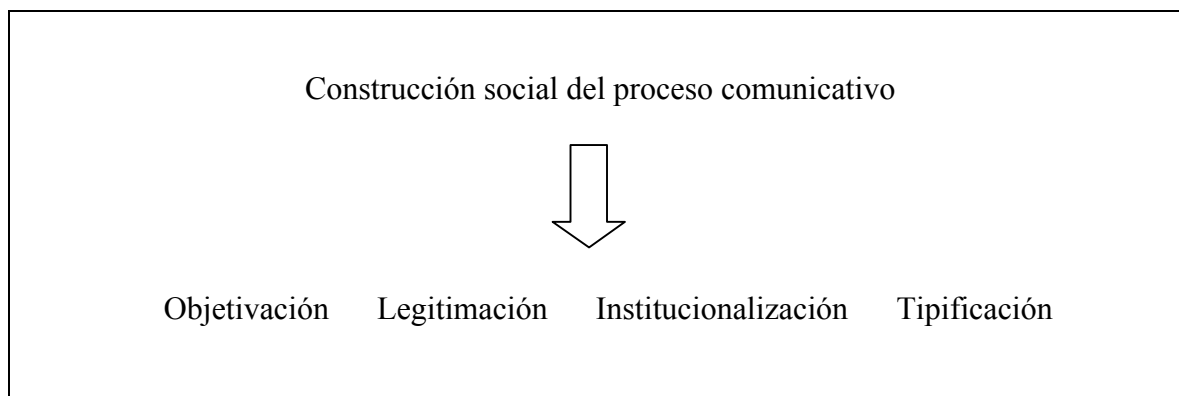 Construcción social del proceso comunicativo
Objetivación Legitimación Institucionalización Tipificación